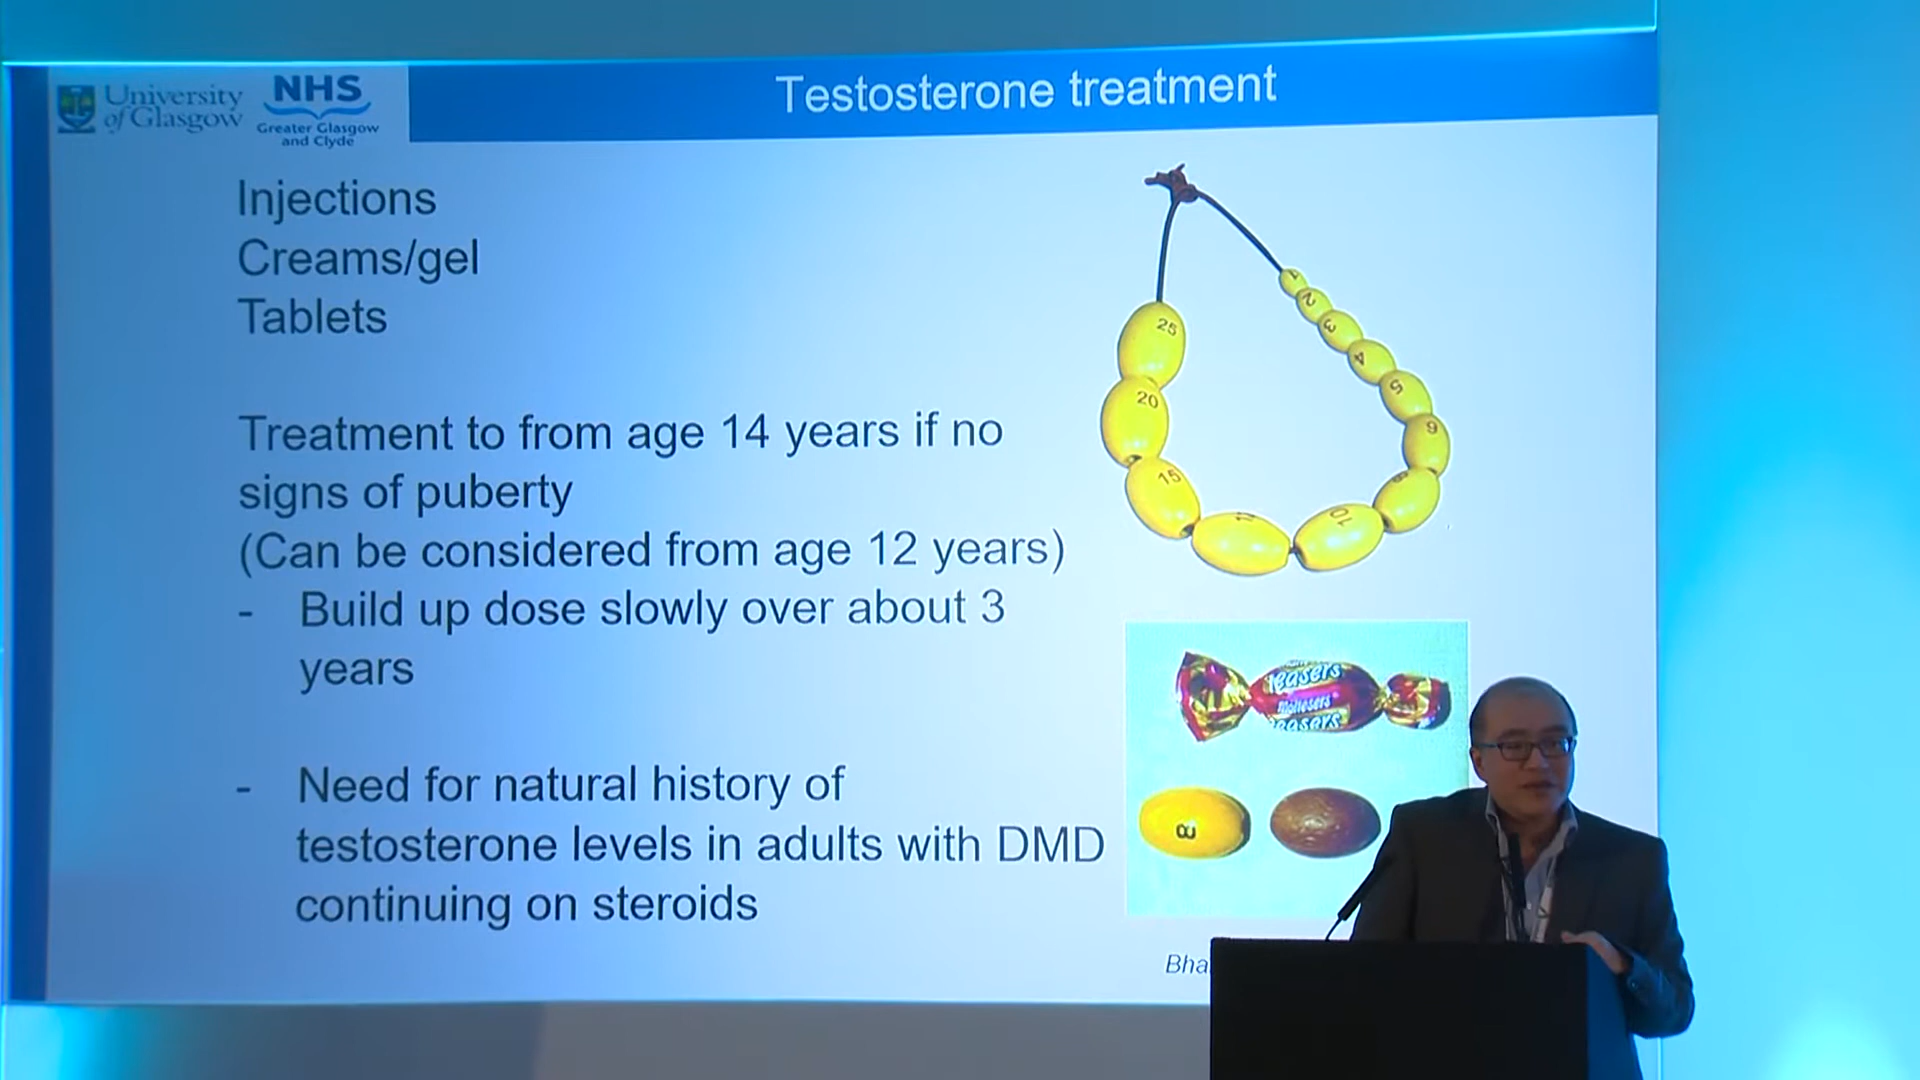 University
of Glasgow
NHS
Greater Glasgow
and Clyde
Testosterone treatment
Injections
Creams/gel
Tablets
Treatment to from age 14 years if no
signs of puberty
(Can be considered from age 12 years)
- Build up dose slowly over about 3
years
- Need for natural history of
testosterone levels in adults with DMD
continuing on steroids
1
2
3
4
5
6
8
10
12
15
20
25
Teasers
Maltesers
easers
8
Bha